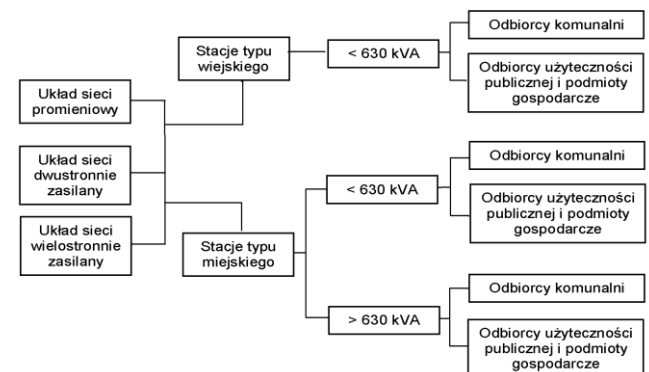 Układ sieci
promieniowy
Układ sieci
dwustronnie
zasilany
Układ sieci
wielostronnie
zasilany
Stacje typu
wiejskiego
Stacje typu
miejskiego
< 630 kVA
< 630 kVA
> 630 kVA
Odbiorcy komunalni
Odbiorcy użyteczności
publicznej i podmioty
gospodarcze
Odbiorcy komunalni
Odbiorcy użyteczności
publicznej i podmioty
gospodarcze
Odbiorcy komunalni
Odbiorcy użyteczności
publicznej i podmioty
gospodarcze